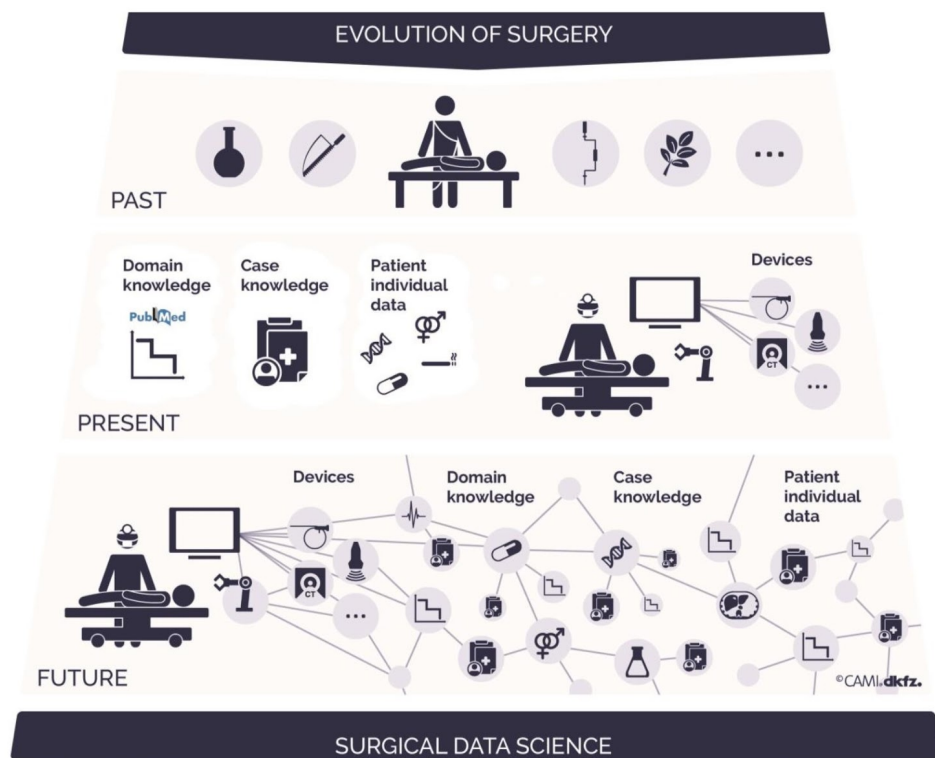 EVOLUTION OF SURGERY
PAST
Domain
knowledge
PubMed
Case
knowledge
Patient
individual
data
Devices
CT
PRESENT
Devices
Domain
knowledge
Case
knowledge
Patient
individual
data
CT
FUTURE
©CAMI.dkfz.
SURGICAL DATA SCIENCE